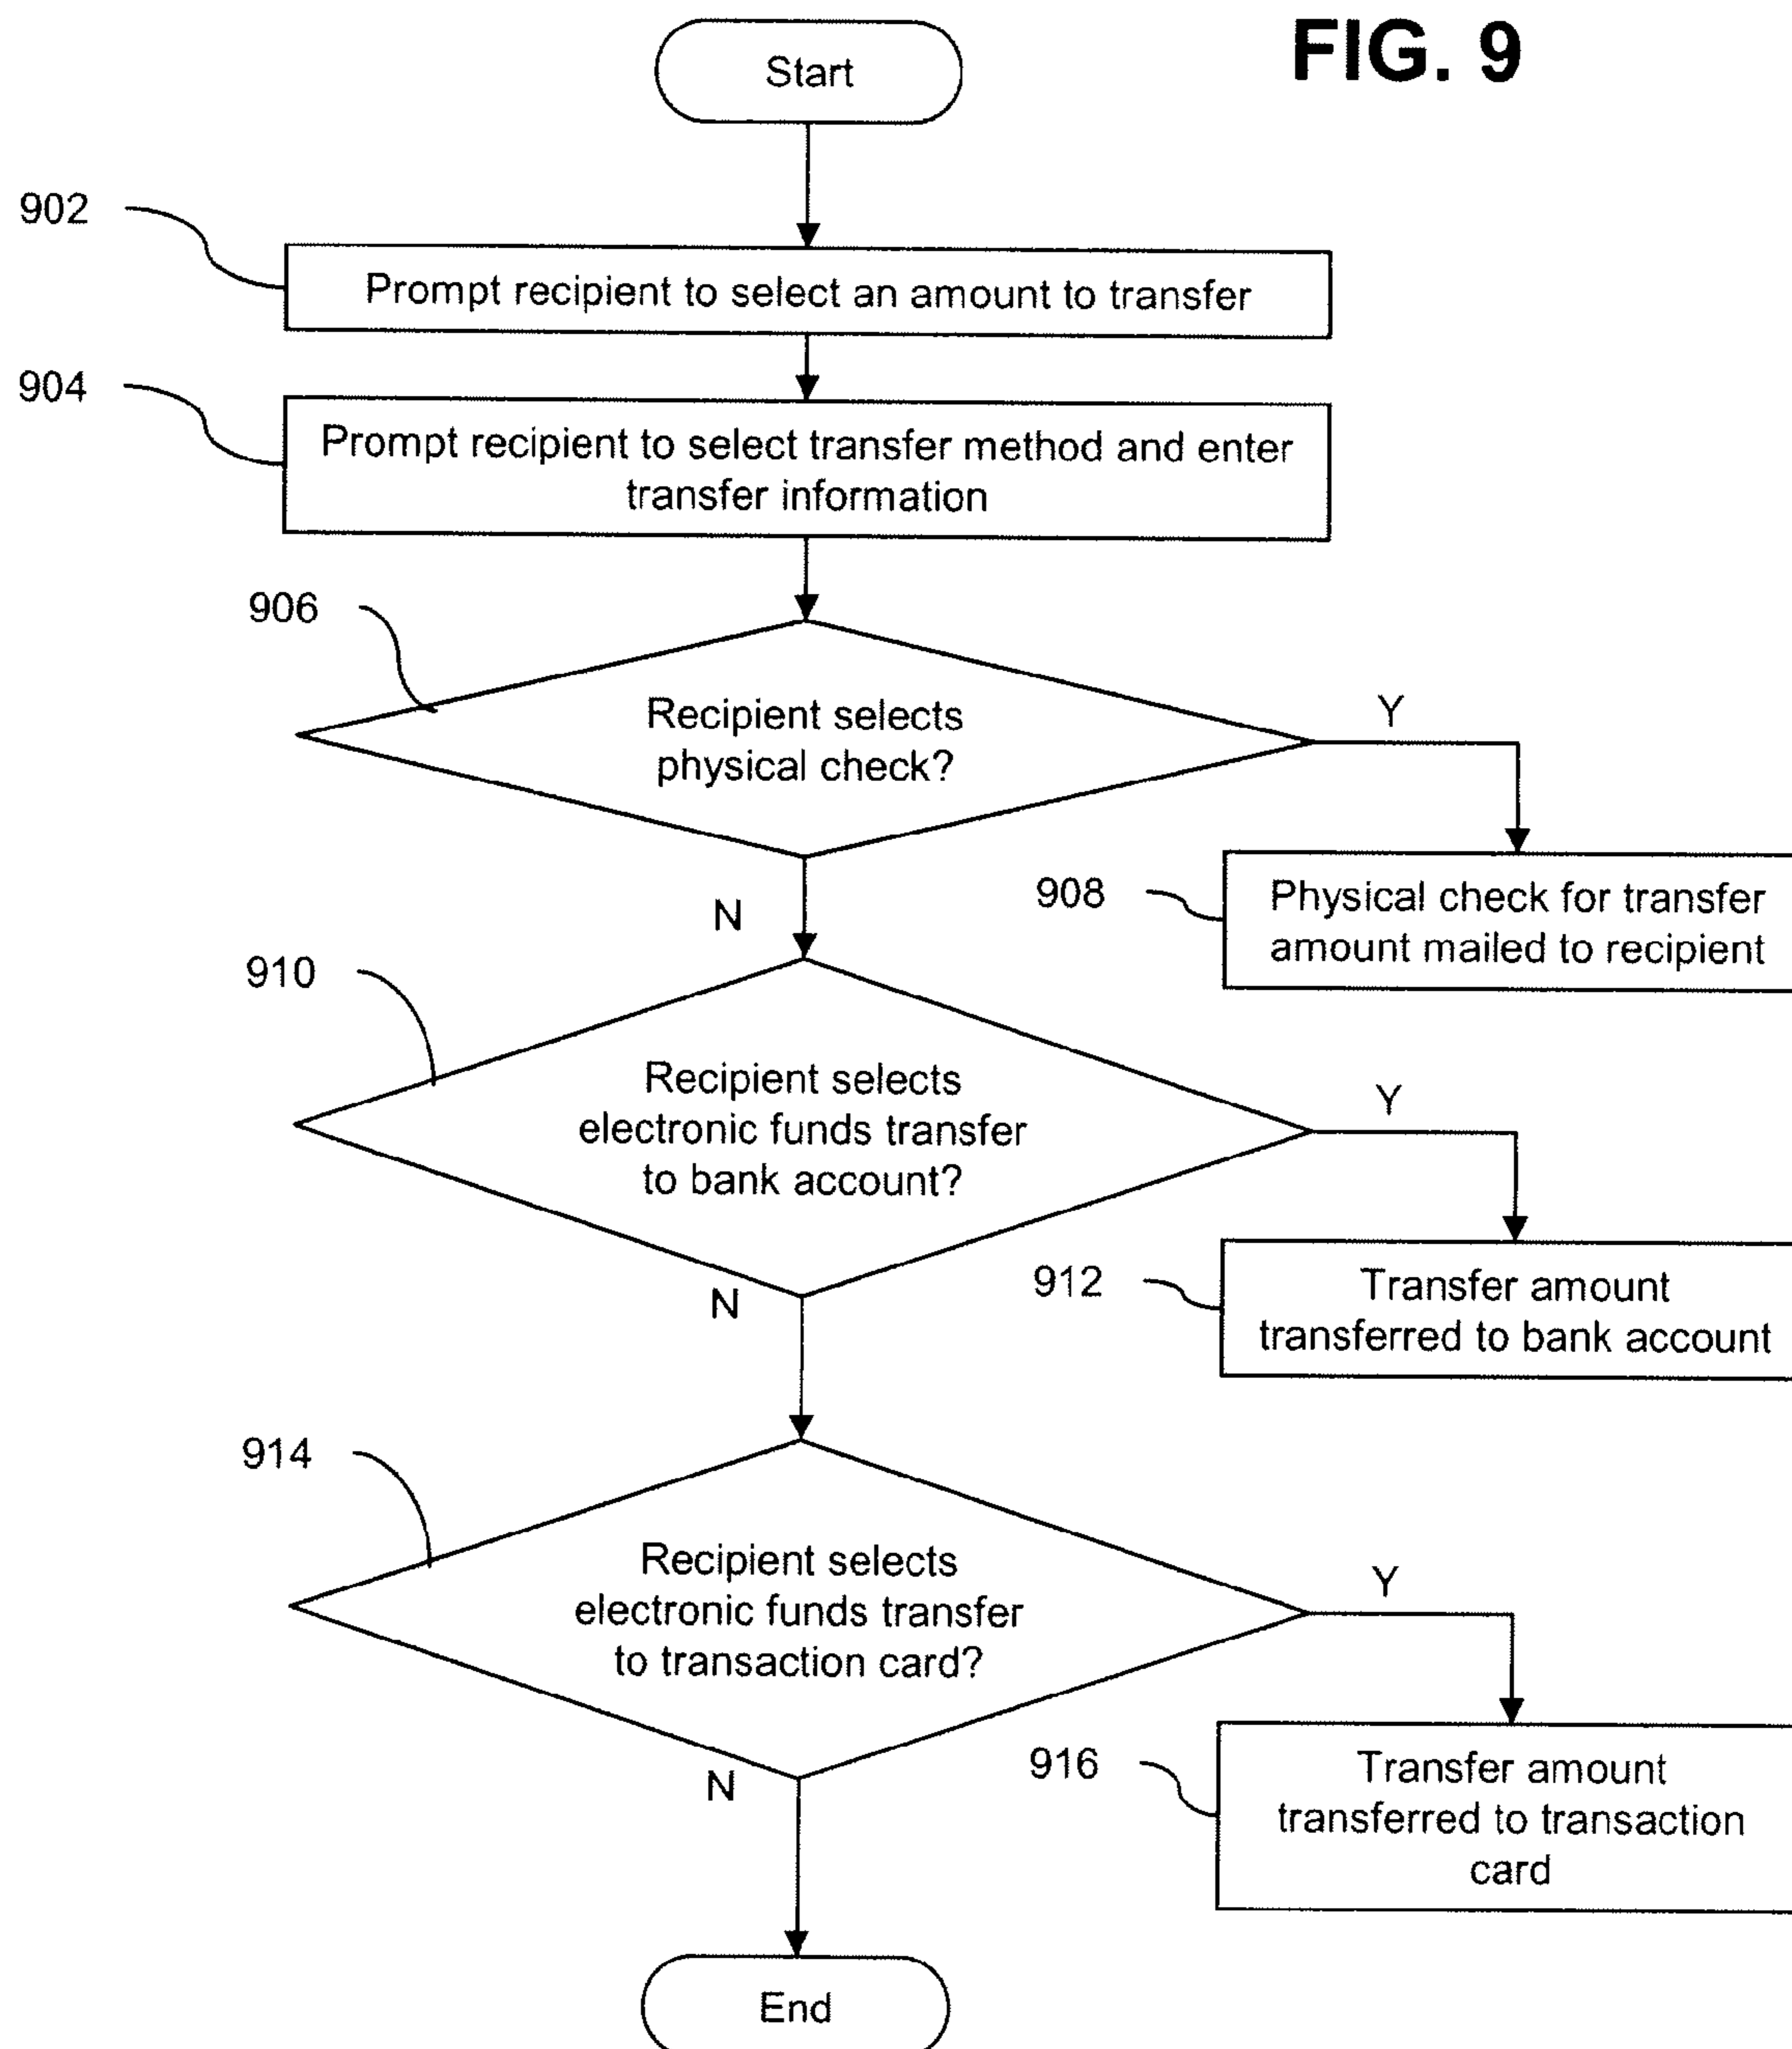 FIG. 9
Start
902
Prompt recipient to select an amount to transfer
904
Prompt recipient to select transfer method and enter
transfer information
906
Recipient selects
physical check?
Y
N
908
Physical check for transfer
amount mailed to recipient
910
Recipient selects
electronic funds transfer
to bank account?
Y
N
912
Transfer amount
transferred to bank account
914
Recipient selects
electronic funds transfer
to transaction card?
Y
N
916
Transfer amount
transferred to transaction
card
End